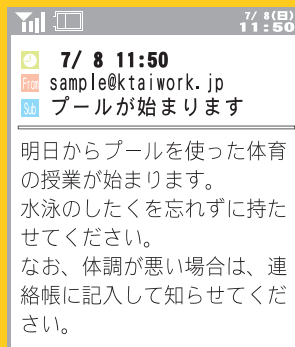 7/ 8(日)
11:50
7/ 8 11:50
From sample@ktaiwork.jp
Sub プールが始まります
明日からプールを使った体育
の授業が始まります。
水泳のしたくを忘れずに持た
せてください。
なお、体調が悪い場合は、連
絡帳に記入して知らせてくだ
さい。